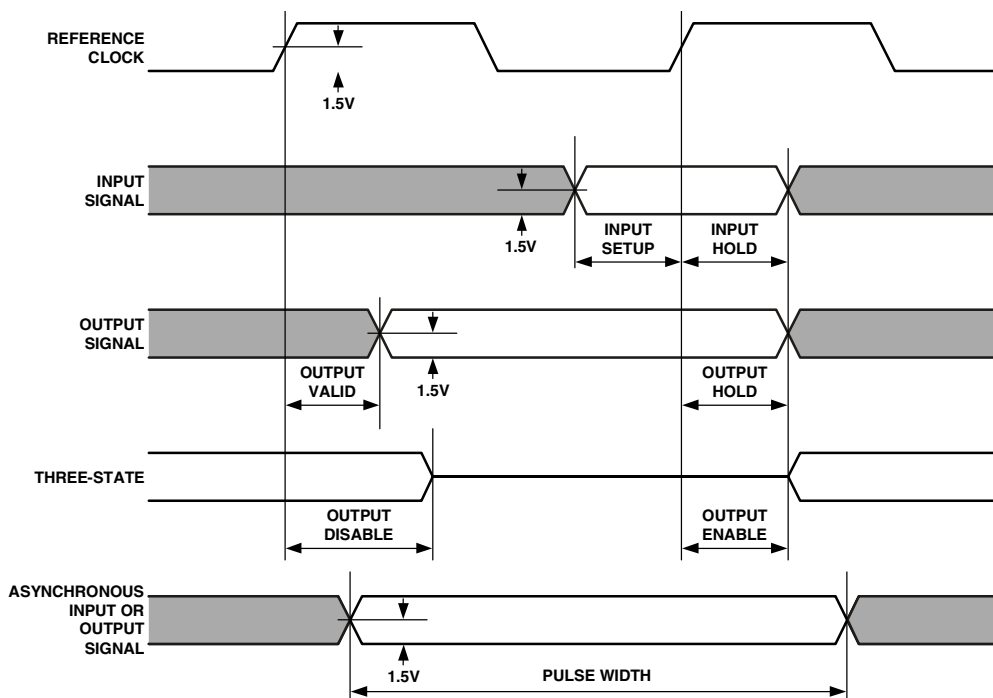 REFERENCE
CLOCK
1.5V
INPUT
SIGNAL
1.5V
INPUT
SETUP
INPUT
HOLD
OUTPUT
SIGNAL
OUTPUT
VALID
1.5V
OUTPUT
HOLD
THREE-STATE
OUTPUT
DISABLE
OUTPUT
ENABLE
ASYNCHRONOUS
INPUT OR
OUTPUT
SIGNAL
1.5V
PULSE WIDTH